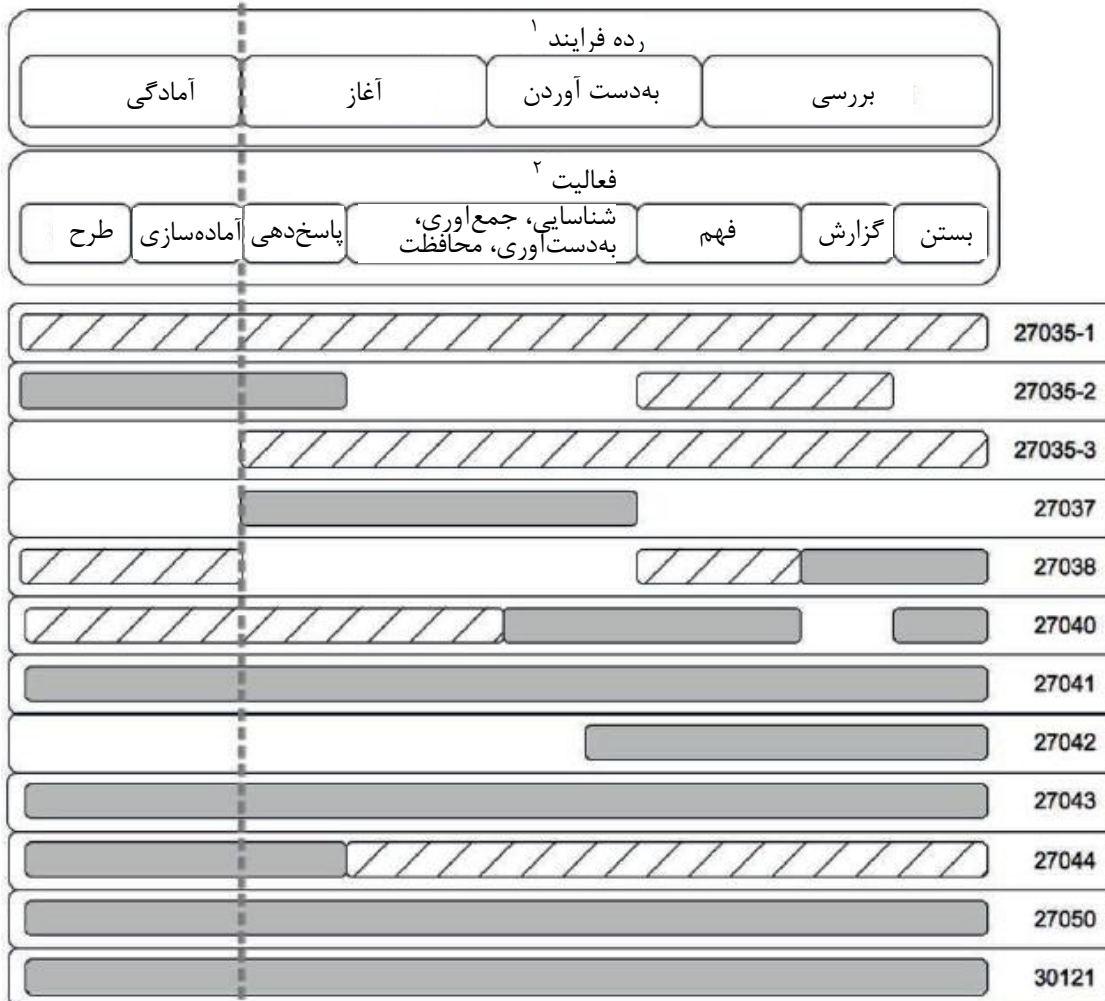 رده فرایند ۱
آمادگی
آغاز
به‌دست آوردن
بررسی
فعالیت ۲
طرح
آماده‌سازی
پاسخ‌دهی
شناسایی، جمع‌اوری،
به‌دست‌اوری، محافظت
فهم
گزارش
بستن
27035-1
27035-2
27035-3
27037
27038
27040
27041
27042
27043
27044
27050
30121